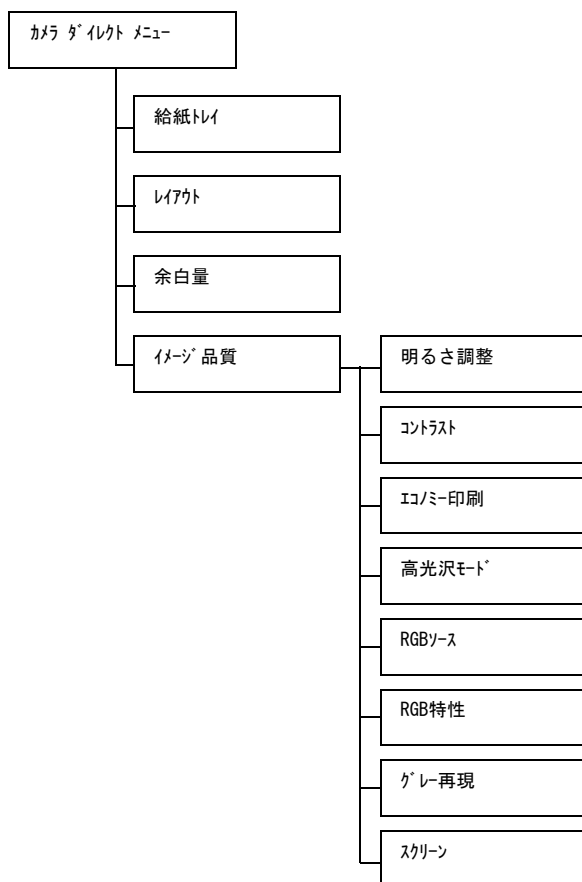 ｶﾒﾗ ﾀﾞｲﾚｸﾄ ﾒﾆｭｰ
給紙ﾄﾚｲ
ﾚｲｱｳﾄ
余白量
ｲﾒｰｼﾞ品質
明るさ調整
ｺﾝﾄﾗｽﾄ
ｴｺﾉﾐｰ印刷
高光沢ﾓｰﾄﾞ
RGBｿｰｽ
RGB特性
ｸﾞﾚｰ再現
ｽｸﾘｰﾝ